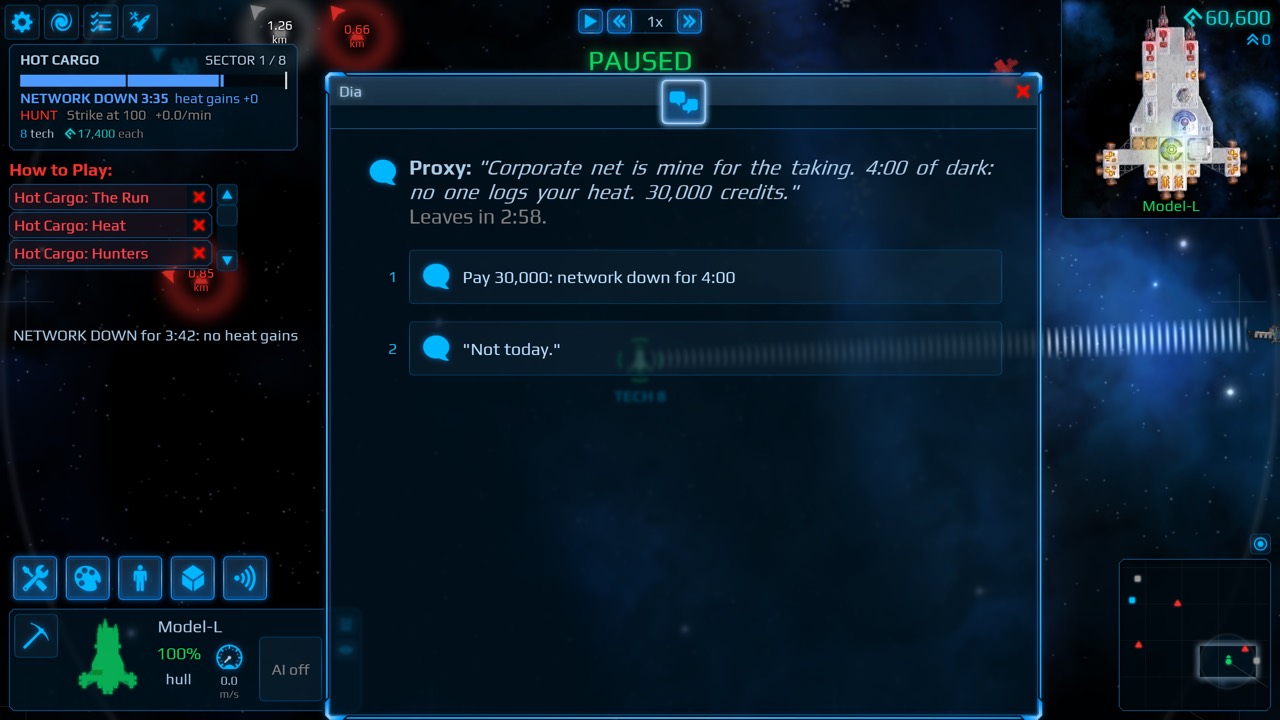 1.26
km
0.66
km
1x
60,600
0
PAUSED
HOT CARGO
SECTOR 1 / 8
NETWORK DOWN 3:35 heat gains +0
HUNT Strike at 100 +0.0/min
8 tech 17,400 each
Dia
How to Play:
Hot Cargo: The Run
Hot Cargo: Heat
Hot Cargo: Hunters
0.85
km
Proxy: "Corporate net is mine for the taking. 4:00 of dark:
no one logs your heat. 30,000 credits."
Leaves in 2:58.
1 Pay 30,000: network down for 4:00
2 "Not today."
Model-L
NETWORK DOWN for 3:42: no heat gains
TECH 8
Model-L
100%
hull
0.0
m/s
AI off